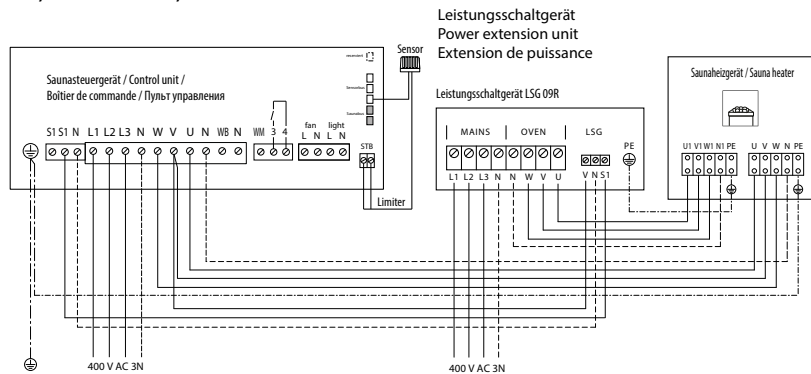 Leistungsschaltgerät
Power extension unit
Extension de puissance
Saunasteuergerät / Control unit /
Boîtier de commande / Пульт управления
Sensorbus
Soundbus
Sensor
Leistungsschaltgerät LSG 09R
Saunaheizgerät / Sauna heater
S1 S1 N L1 L2 L3 N W V U N WB N
WM 3 4
fan light
L N L N
STB
Limiter
MAINS OVEN LSG
PE
L1 L2 L3 N N W V U
V N S1
U1 V1 W1 N1 PE
U V W N PE
400 V AC 3N
400 V AC 3N